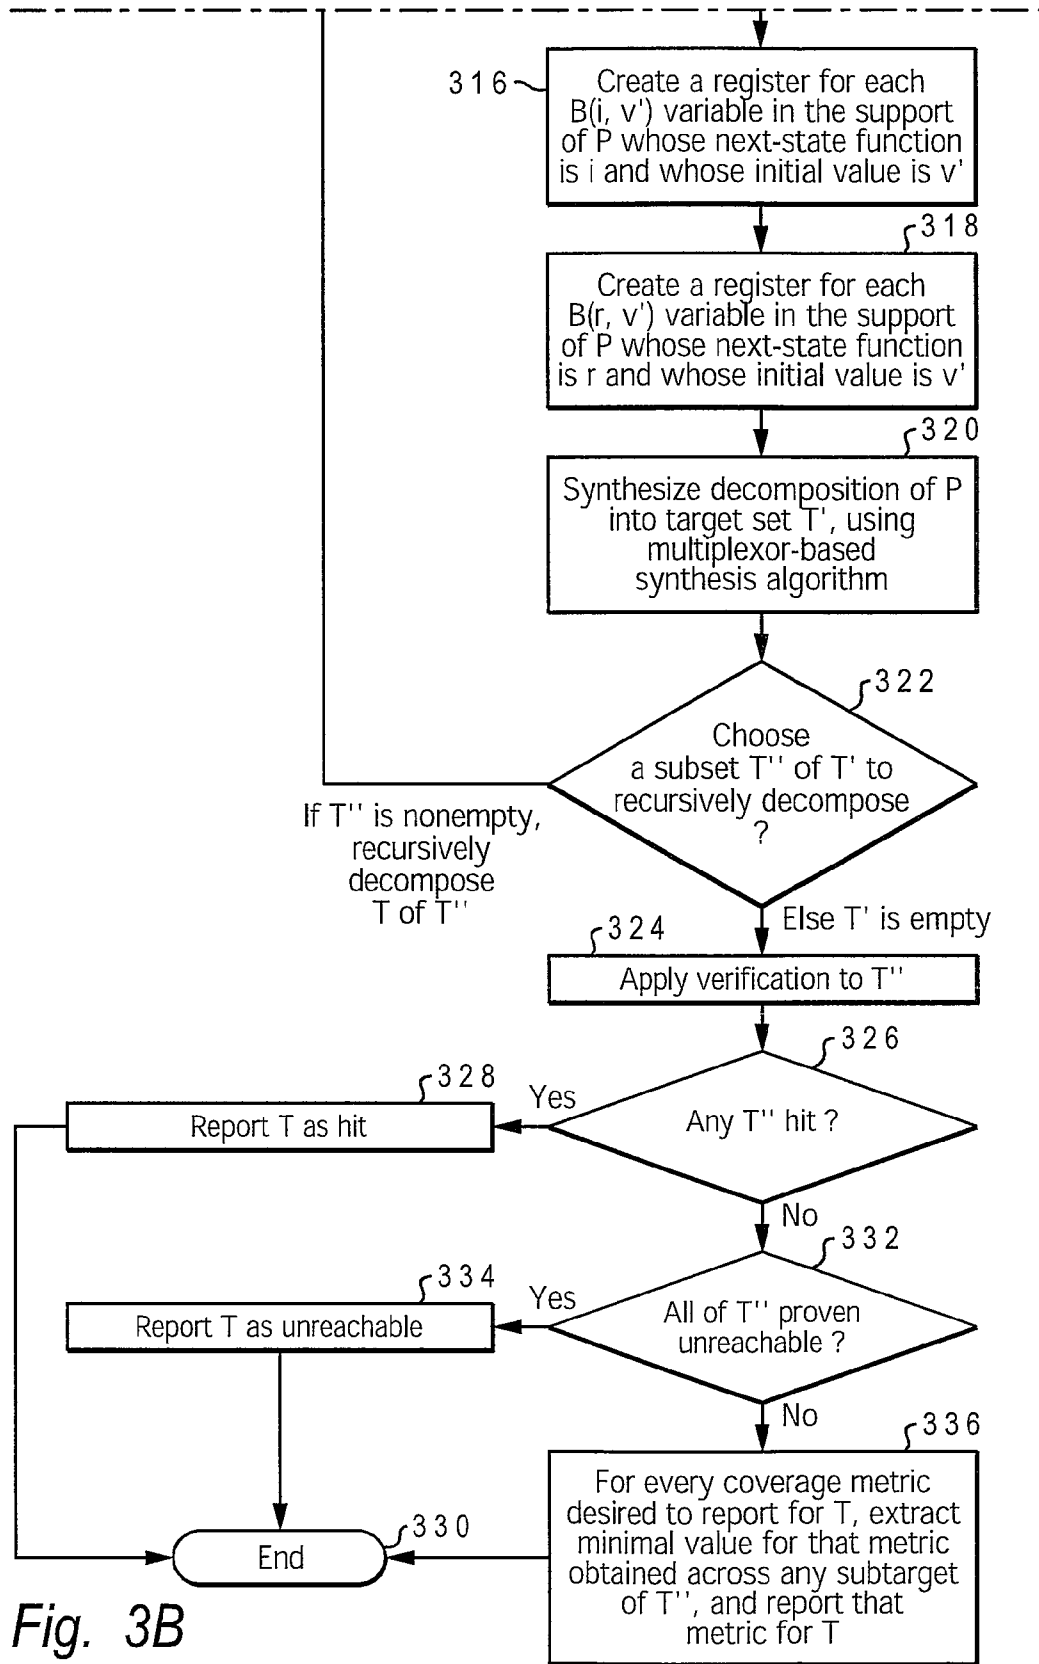 316
Create a register for each
B(i, v') variable in the support
of P whose next-state function
is i and whose initial value is v'
318
Create a register for each
B(r, v') variable in the support
of P whose next-state function
is r and whose initial value is v'
320
Synthesize decomposition of P
into target set T', using
multiplexor-based
synthesis algorithm
322
Choose
a subset T'' of T' to
recursively decompose
?
If T'' is nonempty,
recursively
decompose
T of T''
Else T' is empty
324
Apply verification to T''
326
Any T'' hit ?
Yes
328
Report T as hit
No
332
All of T'' proven
unreachable ?
Yes
334
Report T as unreachable
No
336
For every coverage metric
desired to report for T, extract
minimal value for that metric
obtained across any subtarget
of T'', and report that
metric for T
330
End
Fig. 3B